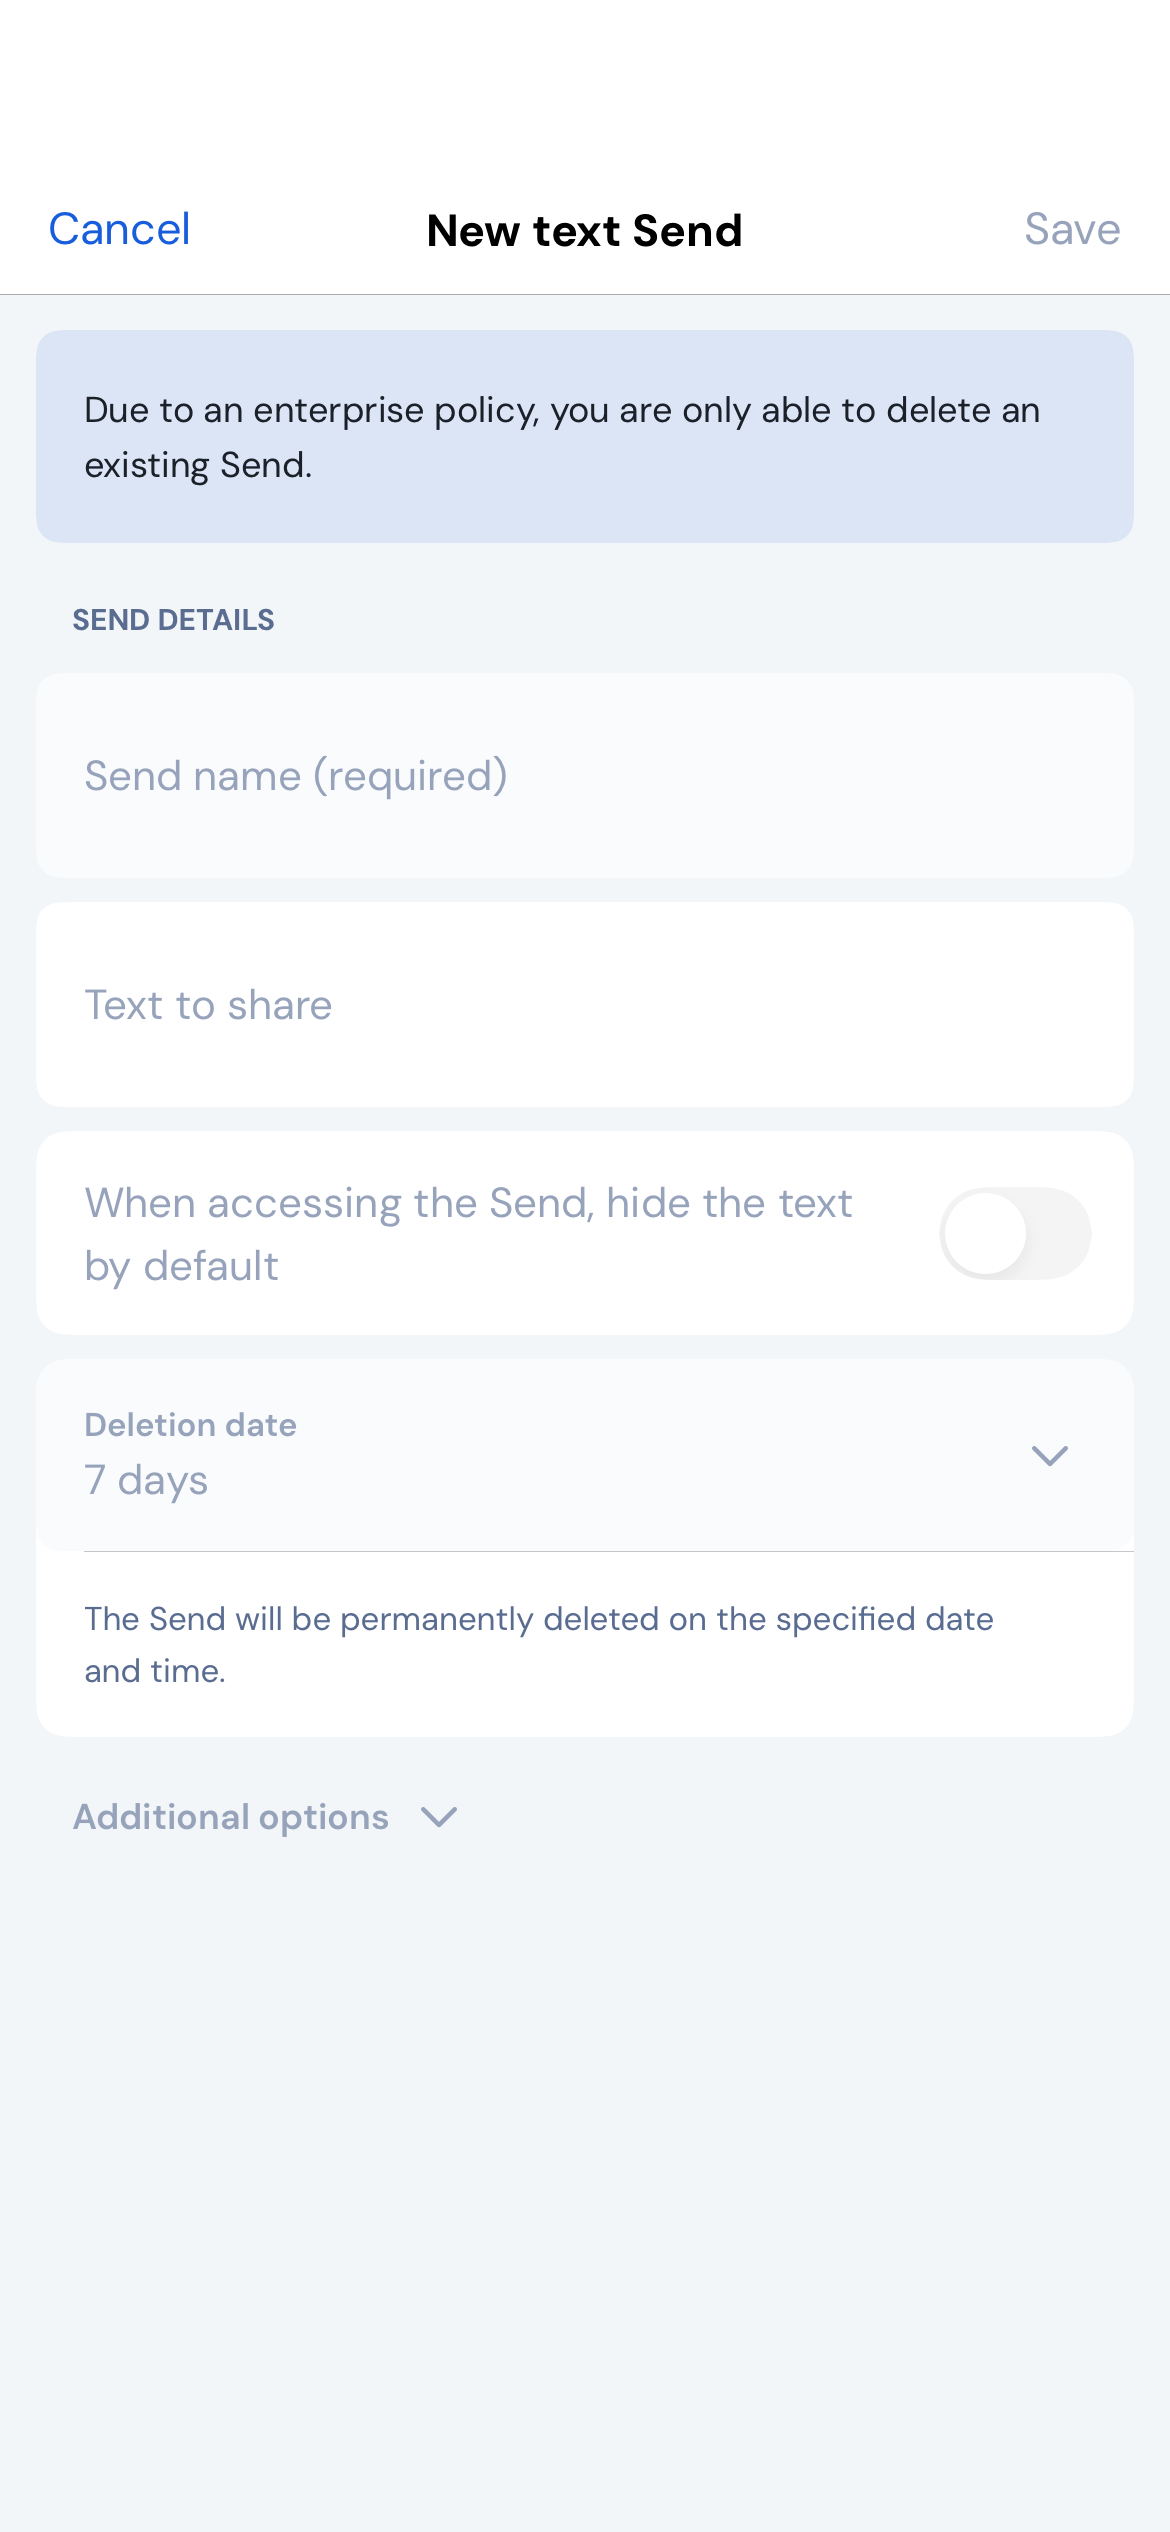 Cancel
New text Send
Save
Due to an enterprise policy, you are only able to delete an
existing Send.
SEND DETAILS
Send name (required)
Text to share
When accessing the Send, hide the text
by default
Deletion date
7 days
The Send will be permanently deleted on the specified date
and time.
Additional options